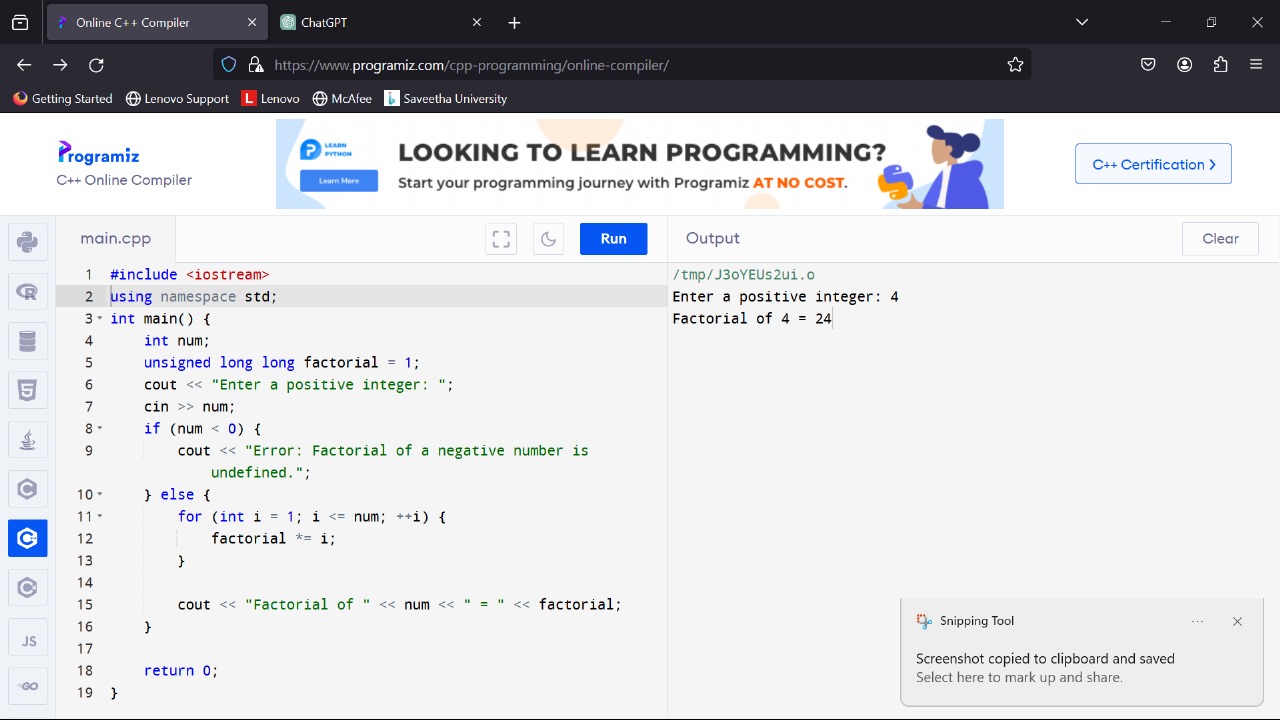 Online C++ Compiler
ChatGPT
https://www.programiz.com/cpp-programming/online-compiler/
Getting Started
Lenovo Support
L Lenovo
McAfee
Saveetha University
Programiz
C++ Online Compiler
LEARN PYTHON
Learn More
LOOKING TO LEARN PROGRAMMING?
Start your programming journey with Programiz AT NO COST.
C++ Certification
main.cpp
Run
Output
Clear
1 #include <iostream>
2 using namespace std;
3 int main() {
4     int num;
5     unsigned long long factorial = 1;
6     cout << "Enter a positive integer: ";
7     cin >> num;
8     if (num < 0) {
9         cout << "Error: Factorial of a negative number is
            undefined.";
10     } else {
11         for (int i = 1; i <= num; ++i) {
12             factorial *= i;
13         }
14
15         cout << "Factorial of " << num << " = " << factorial;
16     }
17
18     return 0;
19 }
/tmp/J3oYEUs2ui.o
Enter a positive integer: 4
Factorial of 4 = 24
JS
GO
Snipping Tool
Screenshot copied to clipboard and saved
Select here to mark up and share.